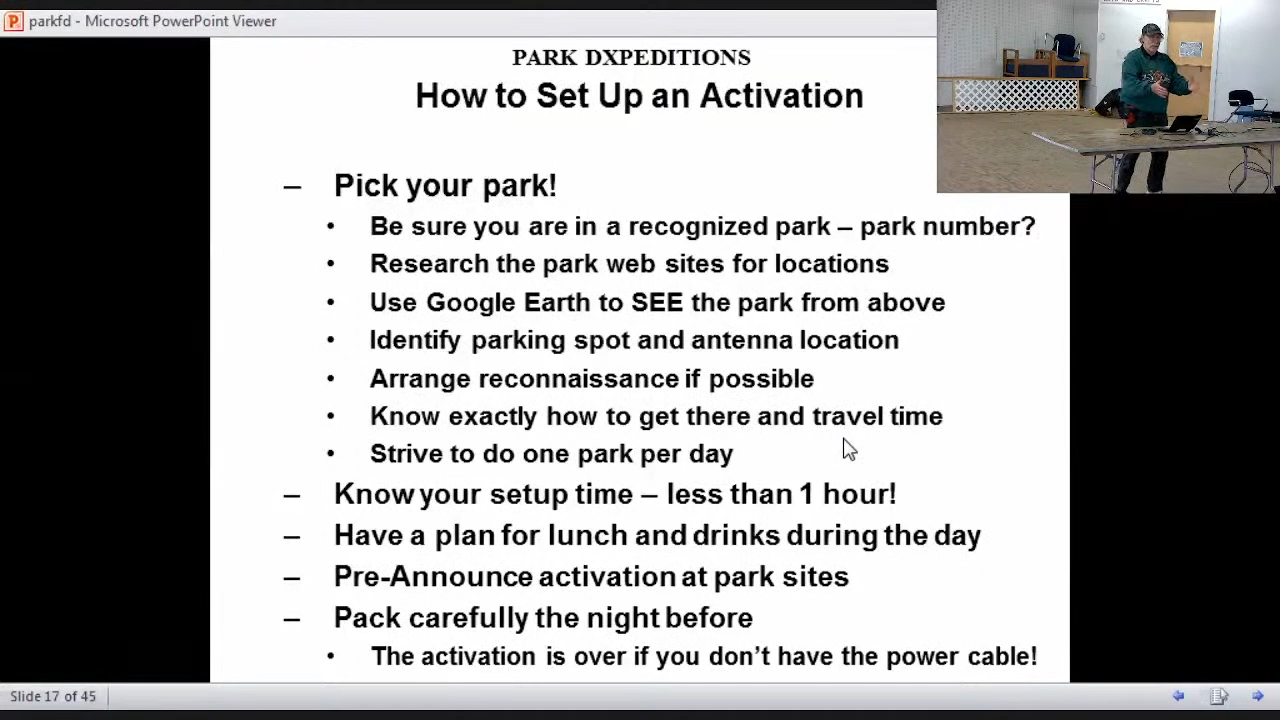 parkfd - Microsoft PowerPoint Viewer
PARK DXPEDITIONS
How to Set Up an Activation
– Pick your park!
• Be sure you are in a recognized park – park number?
• Research the park web sites for locations
• Use Google Earth to SEE the park from above
• Identify parking spot and antenna location
• Arrange reconnaissance if possible
• Know exactly how to get there and travel time
• Strive to do one park per day
– Know your setup time – less than 1 hour!
– Have a plan for lunch and drinks during the day
– Pre-Announce activation at park sites
– Pack carefully the night before
• The activation is over if you don't have the power cable!
Slide 17 of 45